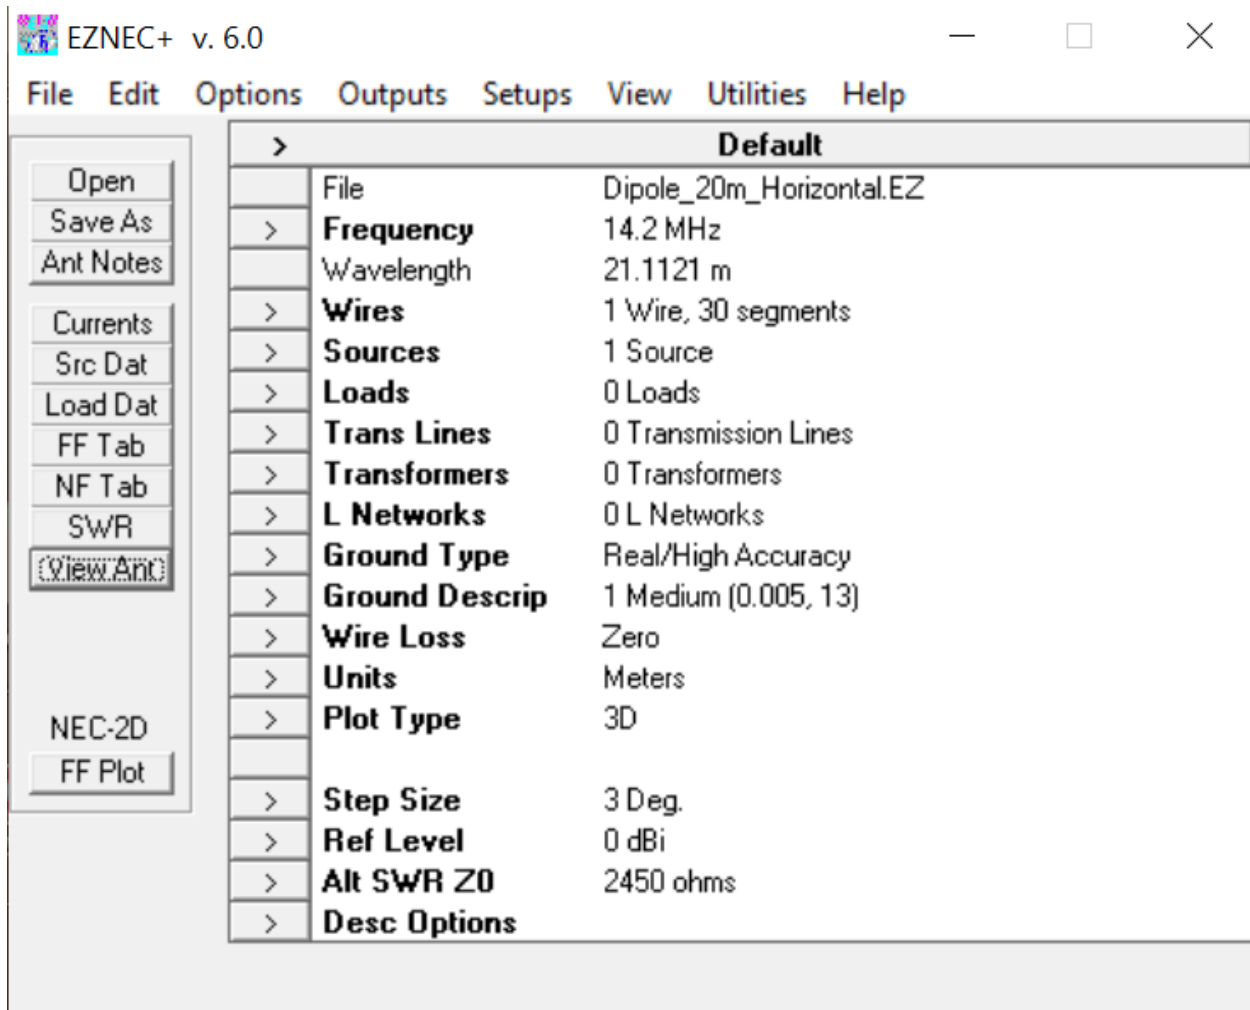 EZNEC+ v. 6.0
File Edit Options Outputs Setups View Utilities Help
Open
Save As
Ant Notes
Currents
Src Dat
Load Dat
FF Tab
NF Tab
SWR
View Ant
NEC-2D
FF Plot
> Default
File Dipole_20m_Horizontal.EZ
> Frequency 14.2 MHz
Wavelength 21.1121 m
> Wires 1 Wire, 30 segments
> Sources 1 Source
> Loads 0 Loads
> Trans Lines 0 Transmission Lines
> Transformers 0 Transformers
> L Networks 0 L Networks
> Ground Type Real/High Accuracy
> Ground Descrip 1 Medium (0.005, 13)
> Wire Loss Zero
> Units Meters
> Plot Type 3D
> Step Size 3 Deg.
> Ref Level 0 dBi
> Alt SWR Z0 2450 ohms
> Desc Options